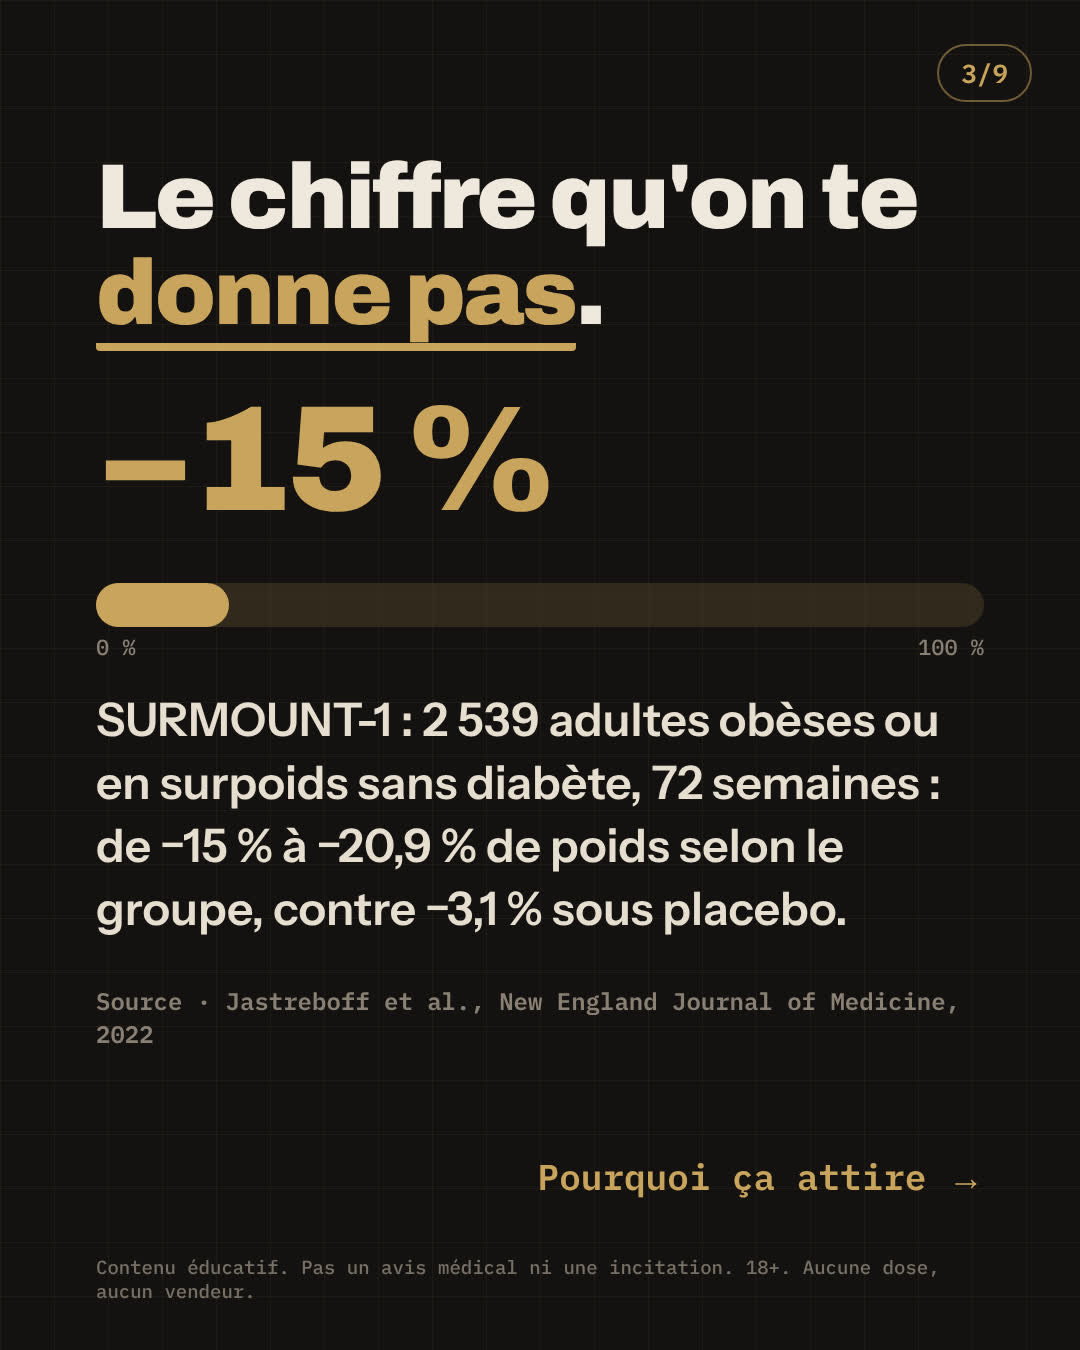 3/9
Le chiffre qu'on te
donne pas.
−15 %
0 %
100 %
SURMOUNT-1 : 2 539 adultes obèses ou
en surpoids sans diabète, 72 semaines :
de −15 % à −20,9 % de poids selon le
groupe, contre −3,1 % sous placebo.
Source · Jastreboff et al., New England Journal of Medicine,
2022
Pourquoi ça attire →
Contenu éducatif. Pas un avis médical ni une incitation. 18+. Aucune dose,
aucun vendeur.